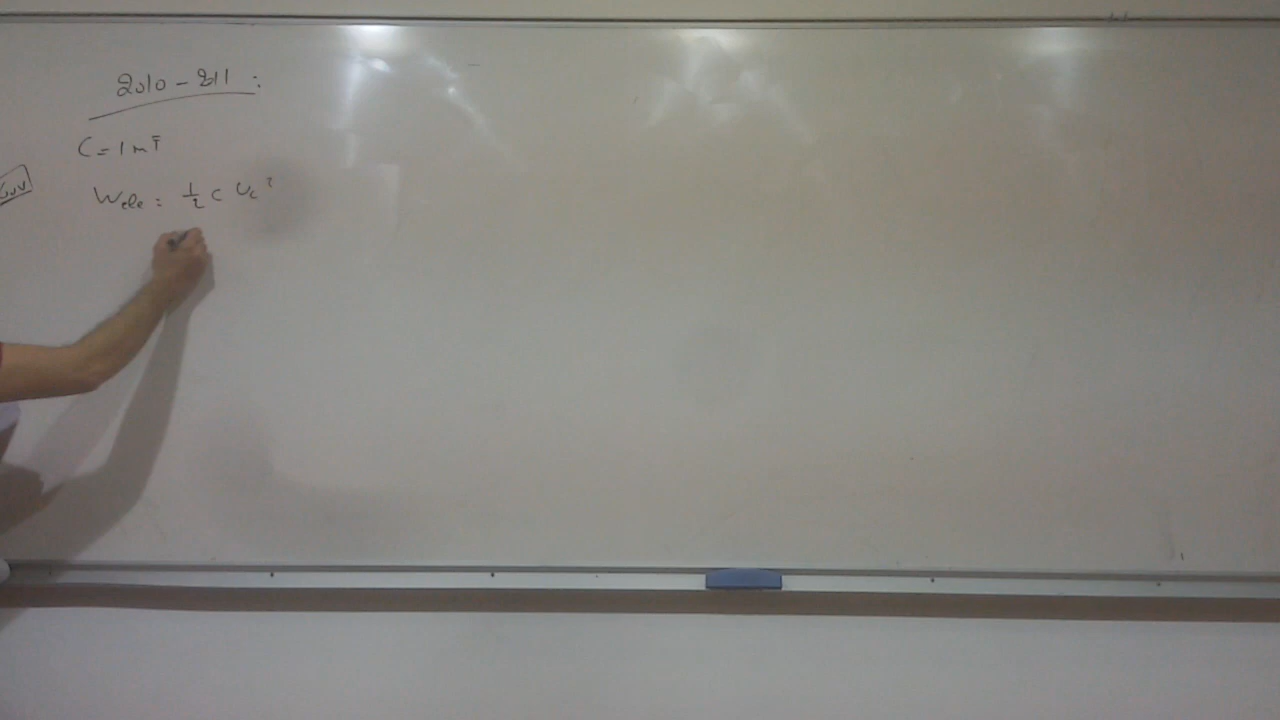 2010 - 2011 :
C = 1 mF
Wele = 1/2 C Uc²